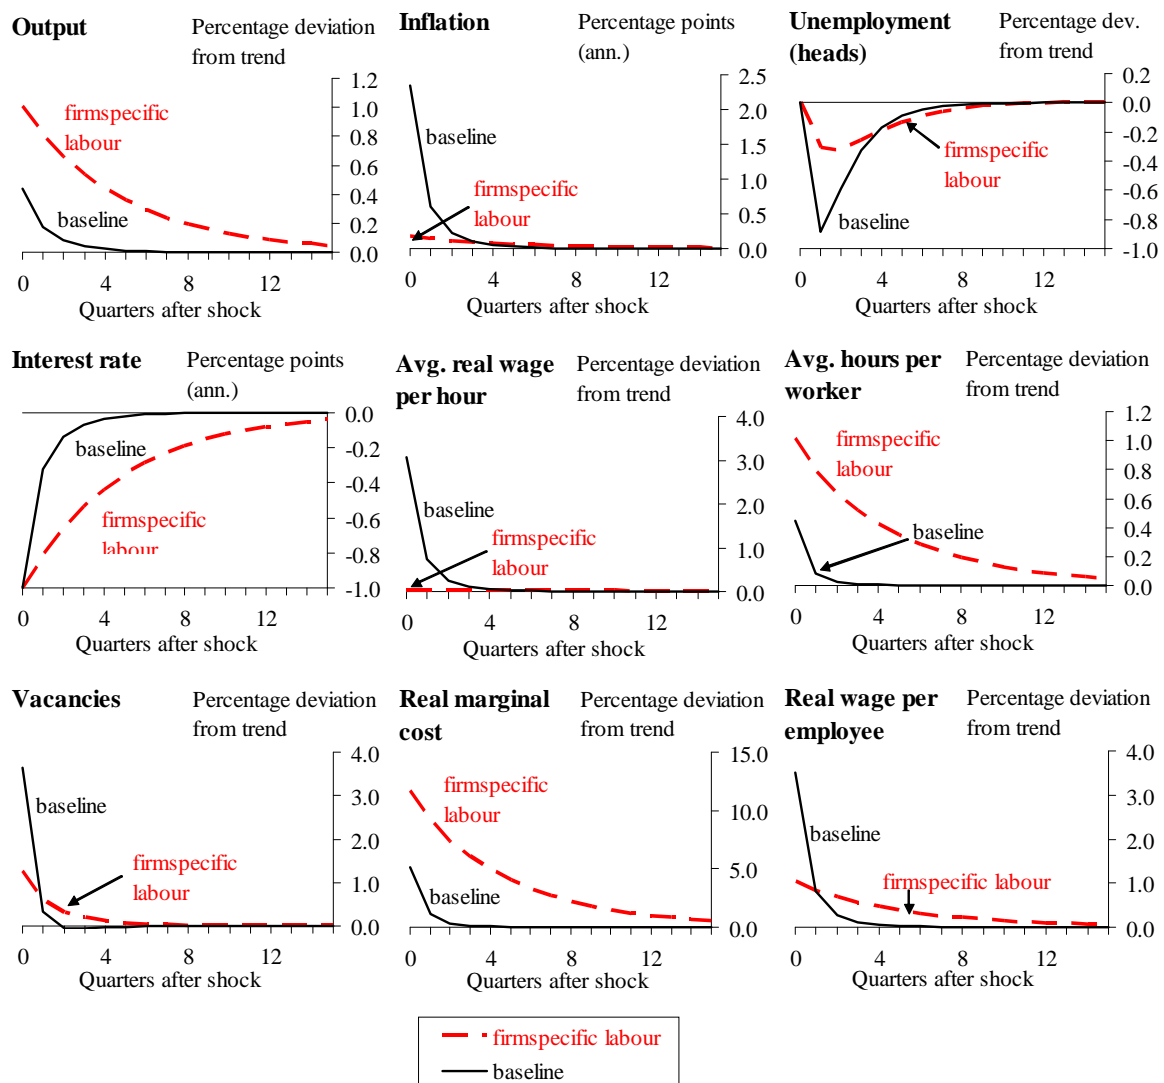 Output
Percentage deviation
from trend
1.2
1.0
0.8
0.6
0.4
0.2
0.0
firmspecific
labour
baseline
0
4
8
12
Quarters after shock
Inflation
Percentage points
(ann.)
2.5
2.0
1.5
1.0
0.5
0.0
baseline
firmspecific
labour
0
4
8
12
Quarters after shock
Unemployment
(heads)
Percentage dev.
from trend
0.2
0.0
-0.2
-0.4
-0.6
-0.8
-1.0
firmspecific
labour
baseline
0
4
8
12
Quarters after shock
Interest rate
Percentage points
(ann.)
0.0
-0.2
-0.4
-0.6
-0.8
-1.0
baseline
firmspecific
labour
0
4
8
12
Quarters after shock
Avg. real wage
per hour
Percentage deviation
from trend
4.0
3.0
2.0
1.0
0.0
baseline
firmspecific
labour
0
4
8
12
Quarters after shock
Avg. hours per
worker
Percentage deviation
from trend
1.2
1.0
0.8
0.6
0.4
0.2
0.0
firmspecific
labour
baseline
0
4
8
12
Quarters after shock
Vacancies
Percentage deviation
from trend
4.0
3.0
2.0
1.0
0.0
baseline
firmspecific
labour
0
4
8
12
Quarters after shock
Real marginal
cost
Percentage deviation
from trend
15.0
10.0
5.0
0.0
firmspecific
labour
baseline
0
4
8
12
Quarters after shock
Real wage per
employee
Percentage deviation
from trend
4.0
3.0
2.0
1.0
0.0
baseline
firmspecific labour
0
4
8
12
Quarters after shock
firmspecific labour
baseline